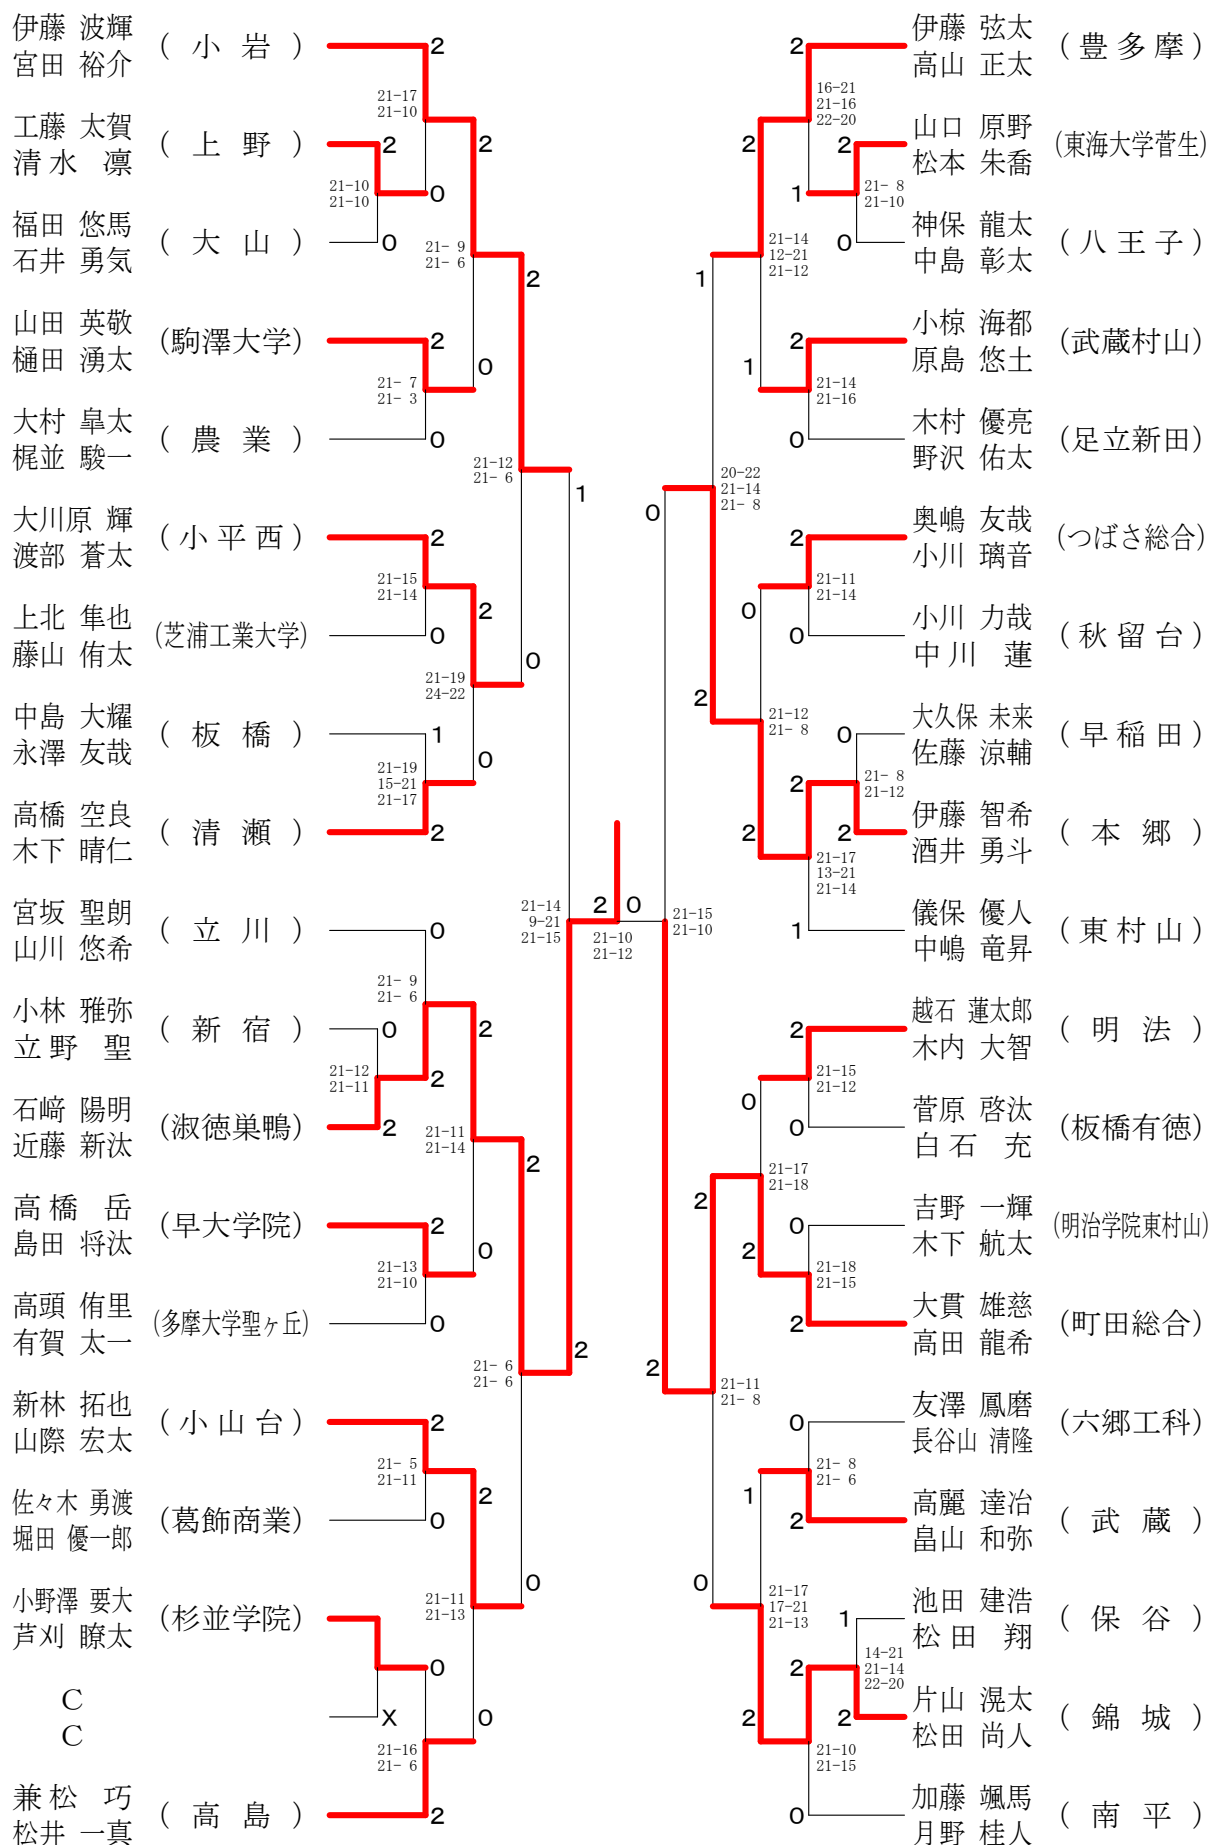 伊藤 波輝
宮田 裕介
(小岩)
2
21-17
21-10
工藤 太賀
清水 凛
(上野)
2
2
21-10
21-10
0
福田 悠馬
石井 勇気
(大山)
0
21- 9
21- 6
2
山田 英敬
樋田 湧太
(駒澤大学)
2
0
21- 7
21- 3
大村 皐太
梶並 駿一
(農業)
0
21-12
21- 6
1
大川原 輝
渡部 蒼太
(小平西)
2
21-15
21-14
2
上北 隼也
藤山 侑太
(芝浦工業大学)
0
0
21-19
24-22
中島 大耀
永澤 友哉
(板橋)
1
0
21-19
15-21
21-17
高橋 空良
木下 晴仁
(清瀬)
2
21-14
9-21
21-15
2
0
21-10
21-12
21-15
21-10
宮坂 聖朗
山川 悠希
(立川)
0
21- 9
21- 6
小林 雅弥
立野 聖
(新宿)
0
2
21-12
21-11
2
石﨑 陽明
近藤 新汰
(淑徳巣鴨)
2
21-11
21-14
2
高橋 岳
島田 将汰
(早大学院)
2
0
21-13
21-10
高頭 侑里
有賀 太一
(多摩大学聖ヶ丘)
0
21- 6
21- 6
2
新林 拓也
山際 宏太
(小山台)
2
21- 5
21-11
2
佐々木 勇渡
堀田 優一郎
(葛飾商業)
0
0
21-11
21-13
小野澤 要大
芦刈 瞭太
(杉並学院)
0
C
C
X
0
21-16
21- 6
兼松 巧
松井 一真
(高島)
2
2
伊藤 弦太
高山 正太
(豊多摩)
16-21
21-16
22-20
2
2
山口 原野
松本 朱喬
(東海大学菅生)
1
21- 8
21-10
0
神保 龍太
中島 彰太
(八王子)
21-14
12-21
21-12
1
2
小椋 海都
原島 悠土
(武蔵村山)
1
21-14
21-16
0
木村 優亮
野沢 佑太
(足立新田)
20-22
21-14
21- 8
0
2
奥嶋 友哉
小川 璃音
(つばさ総合)
21-11
21-14
0
0
小川 力哉
中川 蓮
(秋留台)
2
21-12
21- 8
0
大久保 未来
佐藤 涼輔
(早稲田)
2
21- 8
21-12
2
2
伊藤 智希
酒井 勇斗
(本郷)
21-17
13-21
21-14
1
儀保 優人
中嶋 竜昇
(東村山)
2
越石 蓮太郎
木内 大智
(明法)
21-15
21-12
0
0
菅原 啓汰
白石 充
(板橋有徳)
21-17
21-18
2
0
吉野 一輝
木下 航太
(明治学院東村山)
2
21-18
21-15
2
大貫 雄慈
高田 龍希
(町田総合)
2
21-11
21- 8
0
友澤 鳳磨
長谷山 清隆
(六郷工科)
21- 8
21- 6
1
2
高麗 達冶
畠山 和弥
(武蔵)
0
21-17
17-21
21-13
1
池田 建浩
松田 翔
(保谷)
14-21
21-14
22-20
2
2
2
片山 滉太
松田 尚人
(錦城)
21-10
21-15
0
加藤 颯馬
月野 桂人
(南平)